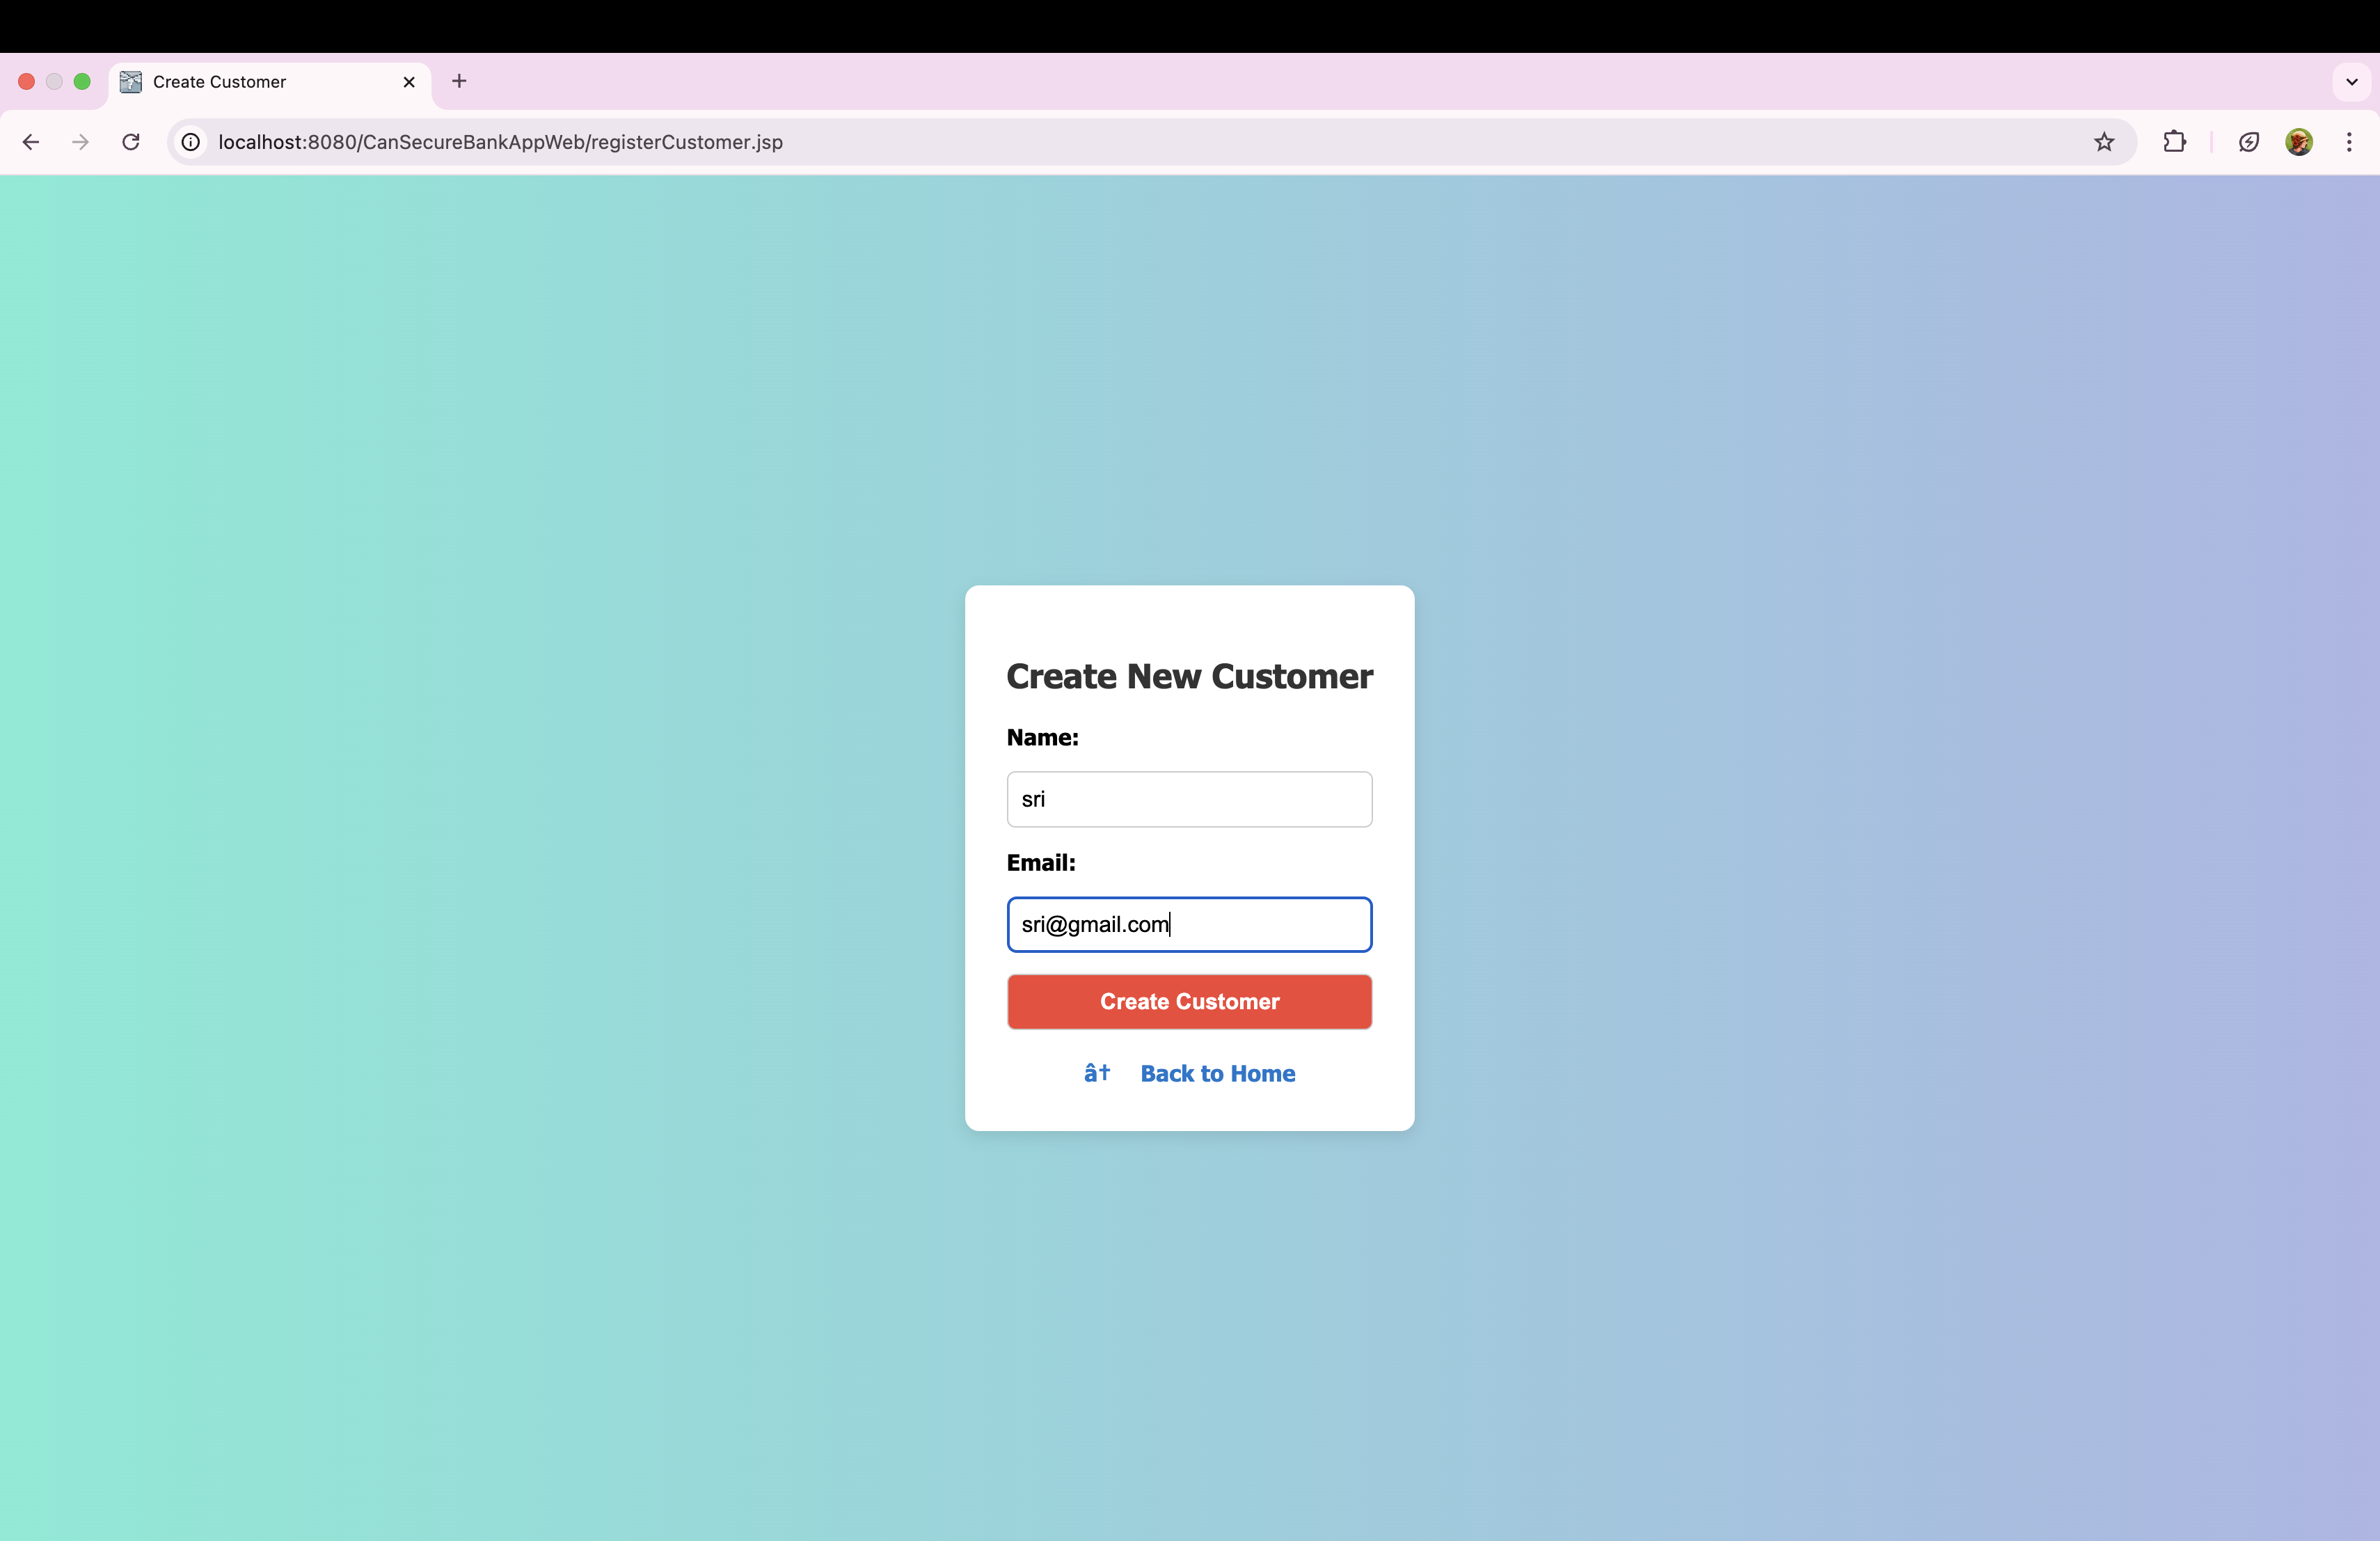 Create Customer
localhost:8080/CanSecureBankAppWeb/registerCustomer.jsp
Create New Customer
Name:
sri
Email:
sri@gmail.com
Create Customer
â† Back to Home